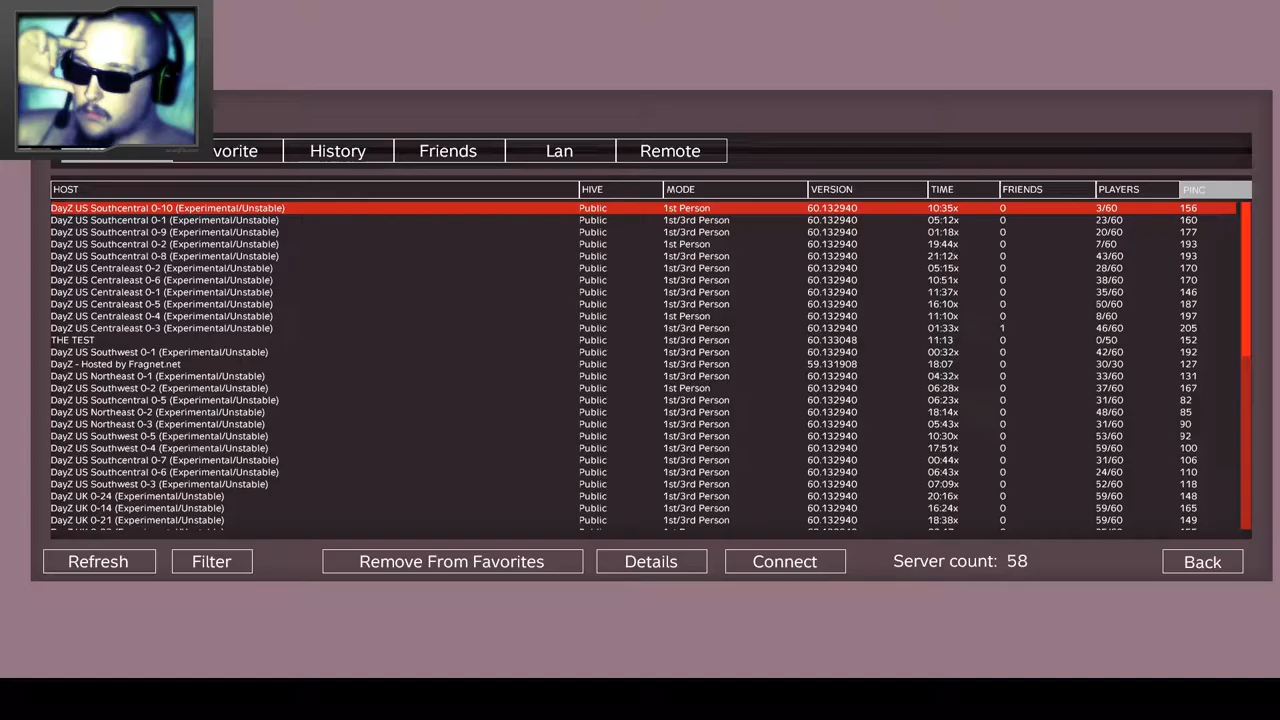 vorite History Friends Lan Remote
HOST HIVE MODE VERSION TIME FRIENDS PLAYERS PING
DayZ US Southcentral 0-10 (Experimental/Unstable) Public 1st Person 60.132940 10:35x 0 3/60 156
DayZ US Southcentral 0-1 (Experimental/Unstable) Public 1st/3rd Person 60.132940 05:12x 0 23/60 160
DayZ US Southcentral 0-9 (Experimental/Unstable) Public 1st/3rd Person 60.132940 01:18x 0 20/60 177
DayZ US Southcentral 0-2 (Experimental/Unstable) Public 1st Person 60.132940 19:44x 0 7/60 193
DayZ US Southcentral 0-8 (Experimental/Unstable) Public 1st/3rd Person 60.132940 21:12x 0 43/60 193
DayZ US Centraleast 0-2 (Experimental/Unstable) Public 1st/3rd Person 60.132940 05:15x 0 28/60 170
DayZ US Centraleast 0-6 (Experimental/Unstable) Public 1st/3rd Person 60.132940 10:51x 0 38/60 170
DayZ US Centraleast 0-1 (Experimental/Unstable) Public 1st/3rd Person 60.132940 11:37x 0 35/60 146
DayZ US Centraleast 0-5 (Experimental/Unstable) Public 1st/3rd Person 60.132940 16:10x 0 60/60 187
DayZ US Centraleast 0-4 (Experimental/Unstable) Public 1st Person 60.132940 11:10x 0 8/60 197
DayZ US Centraleast 0-3 (Experimental/Unstable) Public 1st/3rd Person 60.132940 01:33x 1 46/60 205
THE TEST Public 1st/3rd Person 60.133048 11:13 0 0/50 152
DayZ US Southwest 0-1 (Experimental/Unstable) Public 1st/3rd Person 60.132940 00:32x 0 42/60 192
DayZ - Hosted by Fragnet.net Public 1st/3rd Person 59.131908 18:07 0 30/30 127
DayZ US Northeast 0-1 (Experimental/Unstable) Public 1st/3rd Person 60.132940 04:32x 0 33/60 131
DayZ US Southwest 0-2 (Experimental/Unstable) Public 1st Person 60.132940 06:28x 0 37/60 167
DayZ US Southcentral 0-5 (Experimental/Unstable) Public 1st/3rd Person 60.132940 06:23x 0 31/60 82
DayZ US Northeast 0-2 (Experimental/Unstable) Public 1st/3rd Person 60.132940 18:14x 0 48/60 85
DayZ US Northeast 0-3 (Experimental/Unstable) Public 1st/3rd Person 60.132940 05:43x 0 31/60 90
DayZ US Southwest 0-5 (Experimental/Unstable) Public 1st/3rd Person 60.132940 10:30x 0 53/60 92
DayZ US Southwest 0-4 (Experimental/Unstable) Public 1st/3rd Person 60.132940 17:51x 0 59/60 100
DayZ US Southcentral 0-7 (Experimental/Unstable) Public 1st/3rd Person 60.132940 00:44x 0 31/60 106
DayZ US Southcentral 0-6 (Experimental/Unstable) Public 1st/3rd Person 60.132940 06:43x 0 24/60 110
DayZ US Southwest 0-3 (Experimental/Unstable) Public 1st/3rd Person 60.132940 07:09x 0 52/60 118
DayZ UK 0-24 (Experimental/Unstable) Public 1st/3rd Person 60.132940 20:16x 0 59/60 148
DayZ UK 0-14 (Experimental/Unstable) Public 1st/3rd Person 60.132940 16:24x 0 59/60 165
DayZ UK 0-21 (Experimental/Unstable) Public 1st/3rd Person 60.132940 18:38x 0 59/60 149
Refresh Filter Remove From Favorites Details Connect Server count: 58 Back